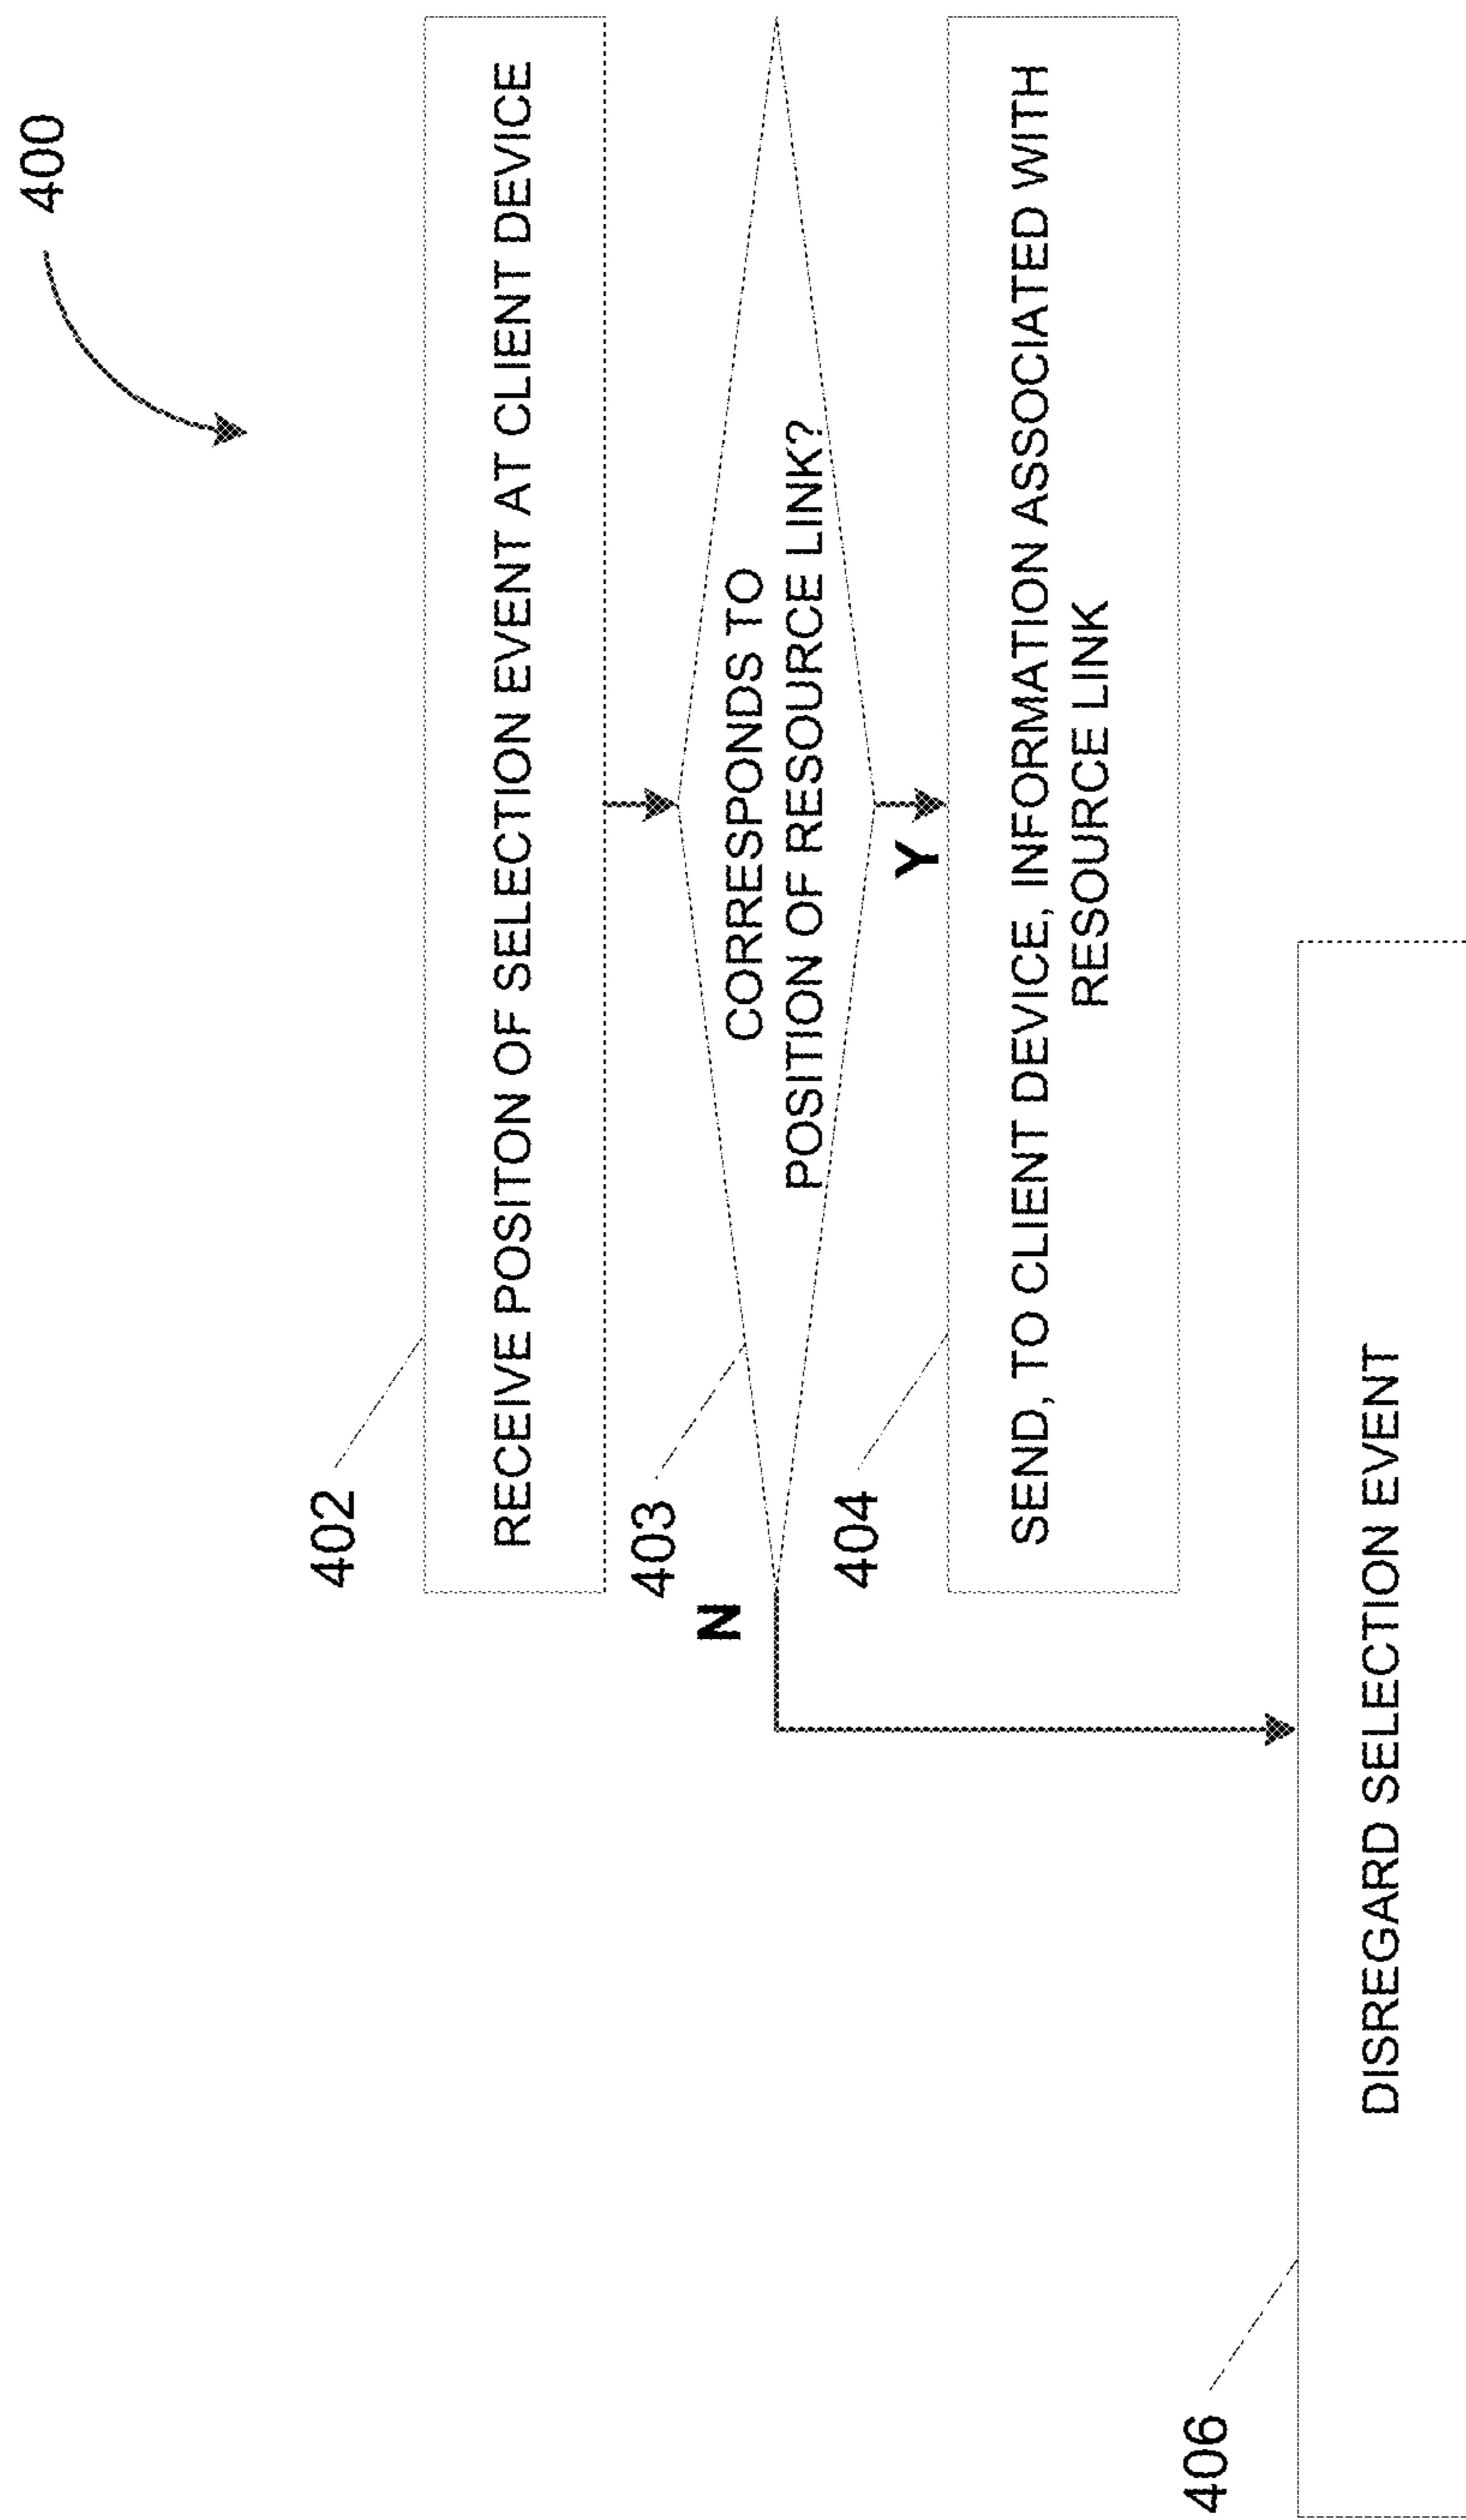 400
402
RECEIVE POSITON OF SELECTION EVENT AT CLIENT DEVICE
403
CORRESPONDS TO
POSITION OF RESOURCE LINK?
N
Y
404
SEND, TO CLIENT DEVICE, INFORMATION ASSOCIATED WITH
RESOURCE LINK
406
DISREGARD SELECTION EVENT